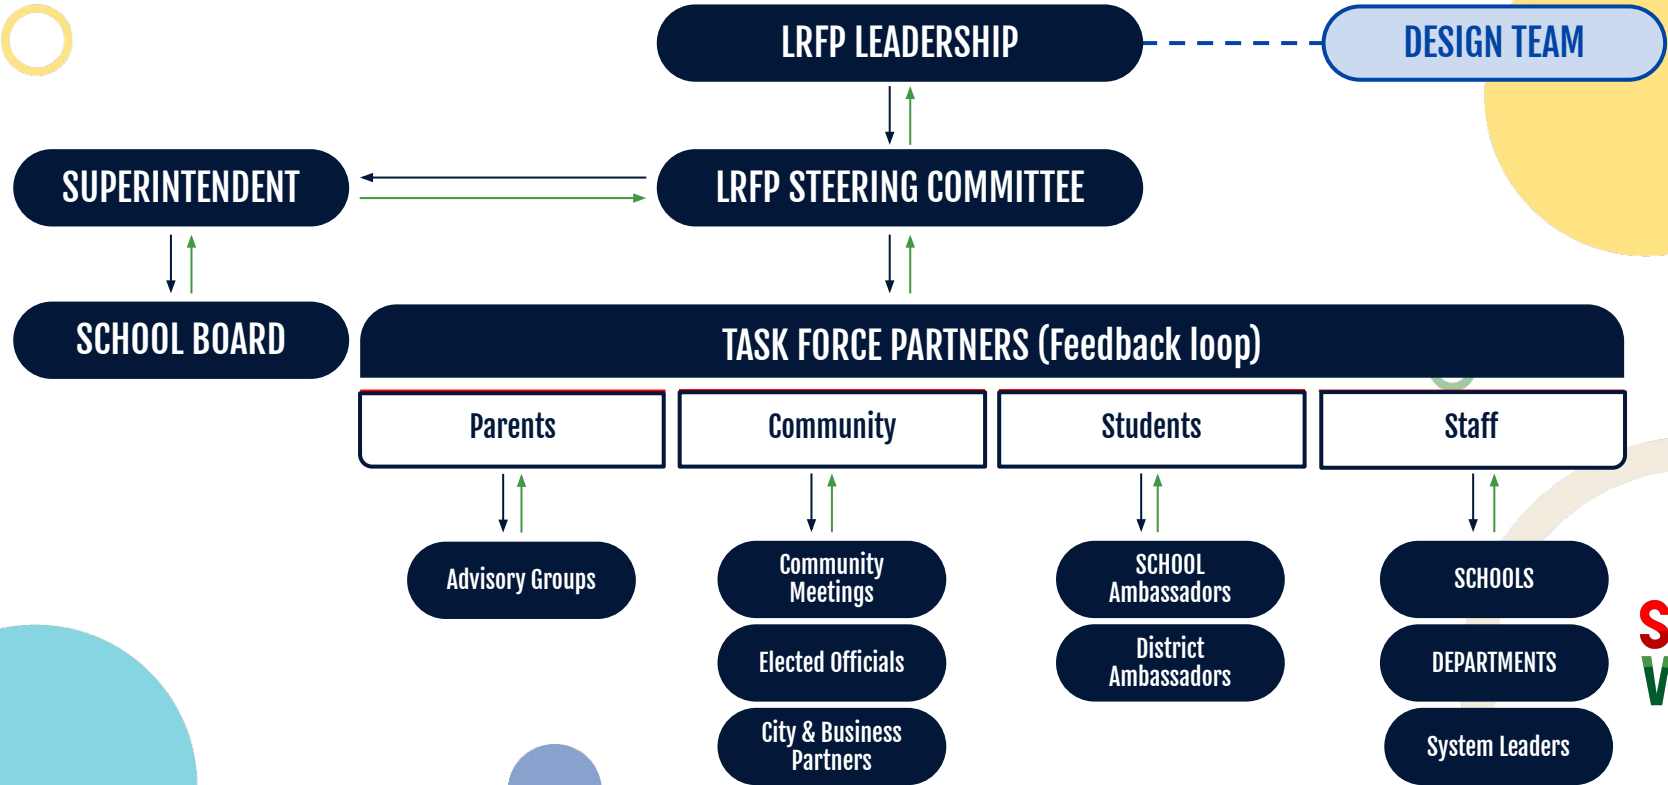 LRFP LEADERSHIP
DESIGN TEAM
SUPERINTENDENT
LRFP STEERING COMMITTEE
SCHOOL BOARD
TASK FORCE PARTNERS (Feedback loop)
Parents
Community
Students
Staff
Advisory Groups
Community
Meetings
Elected Officials
City & Business
Partners
SCHOOL
Ambassadors
District
Ambassadors
SCHOOLS
DEPARTMENTS
System Leaders